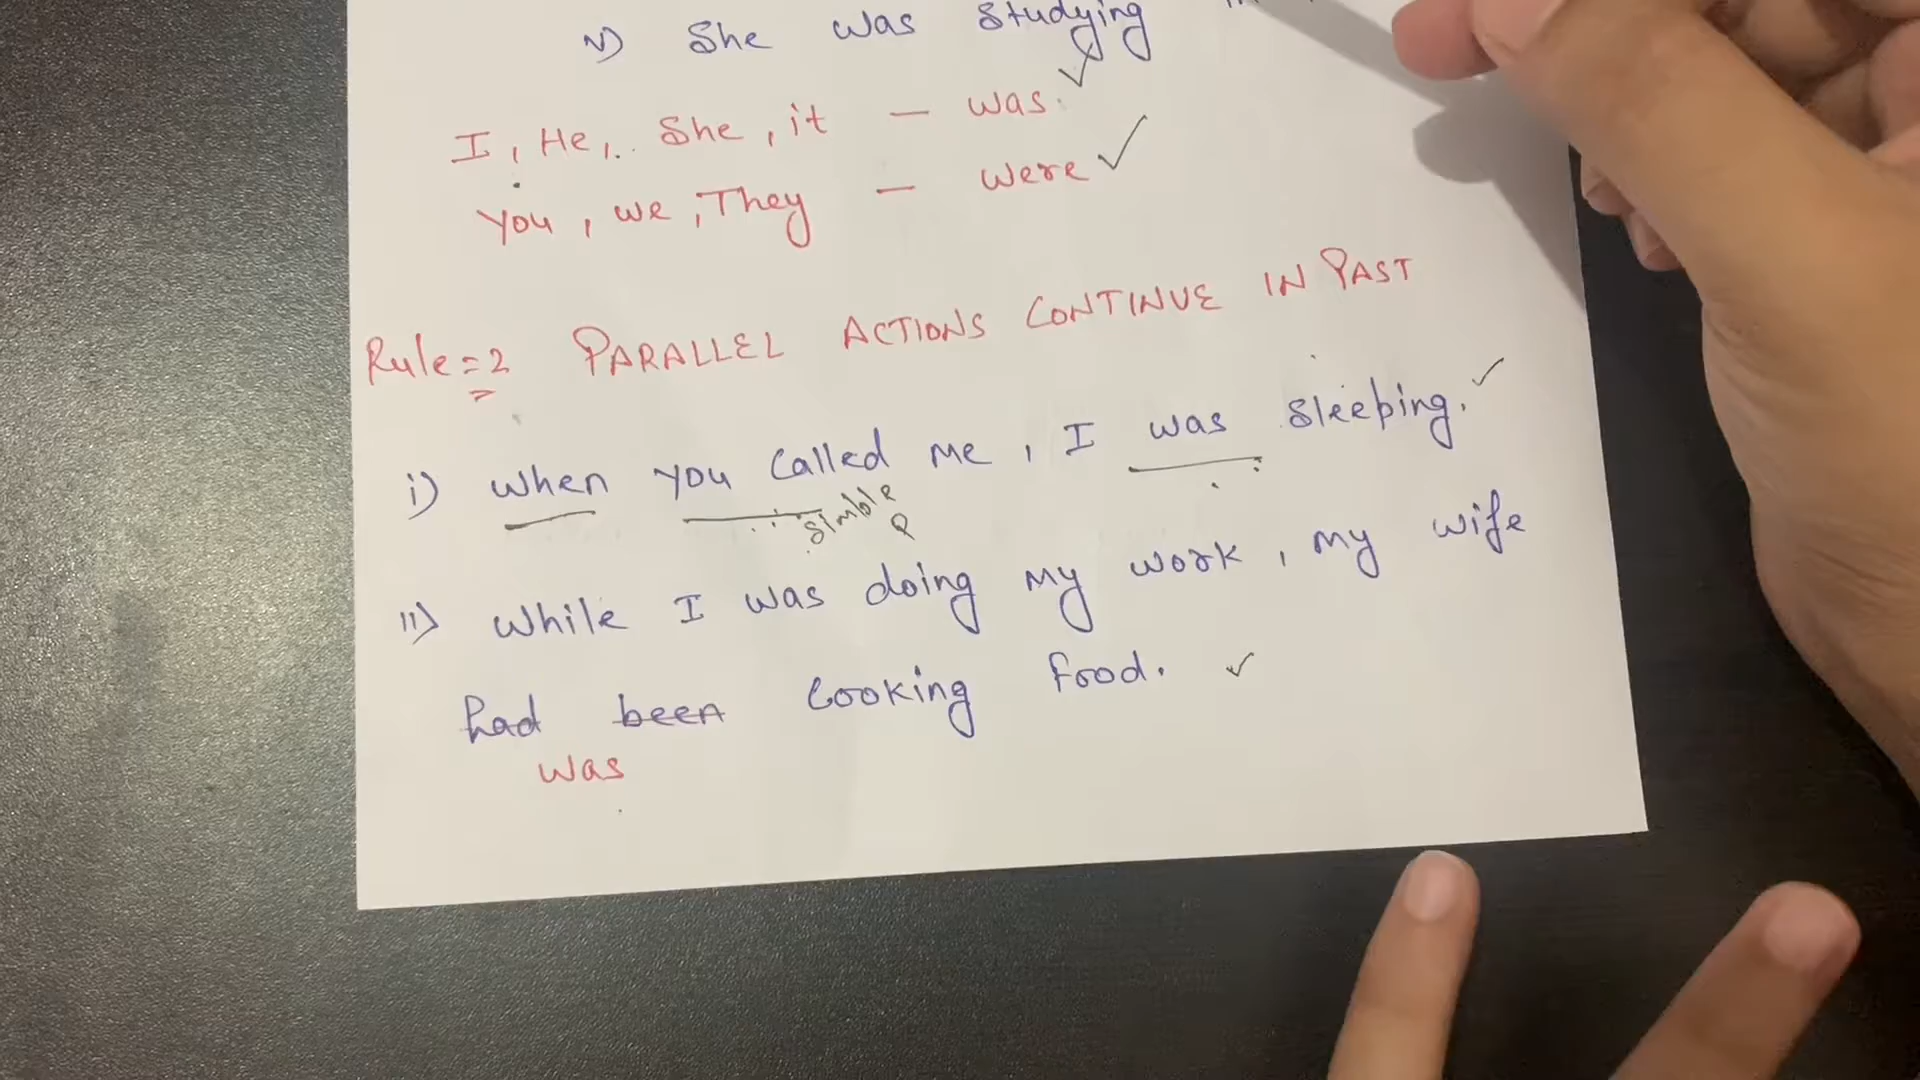 v) She was studying in
I, He, She, it – was.
You, we, They – were
Rule=2 PARALLEL ACTIONS CONTINUE IN PAST
i) when you called me, I was sleeping.
simple
P
ii) while I was doing my work, my wife
had been cooking food.
was